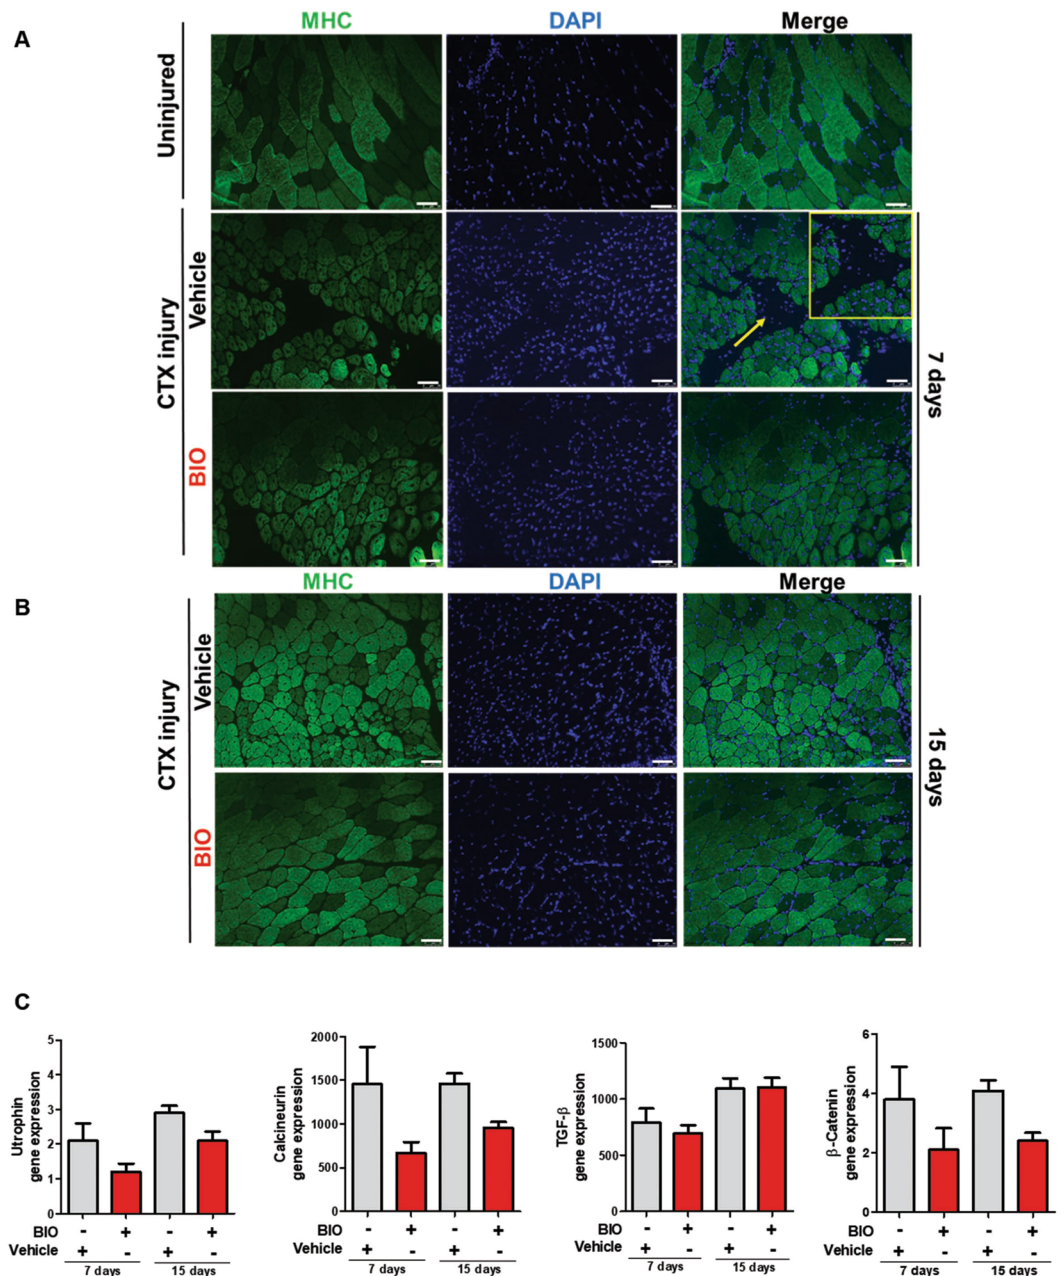 A
MHC
DAPI
Merge
Uninjured
CTX injury
Vehicle
BIO
7 days
B
MHC
DAPI
Merge
CTX injury
Vehicle
BIO
15 days
C
Utrophin
gene expression
5
4
3
2
1
0
BIO - + - +
Vehicle + - + -
7 days 15 days
Calcineurin
gene expression
2000
1500
1000
500
0
BIO - + - +
Vehicle + - + -
7 days 15 days
TGF-β
gene expression
1500
1000
500
0
BIO - + - +
Vehicle + - + -
7 days 15 days
β-Catenin
gene expression
6
4
2
0
BIO - + - +
Vehicle + - + -
7 days 15 days